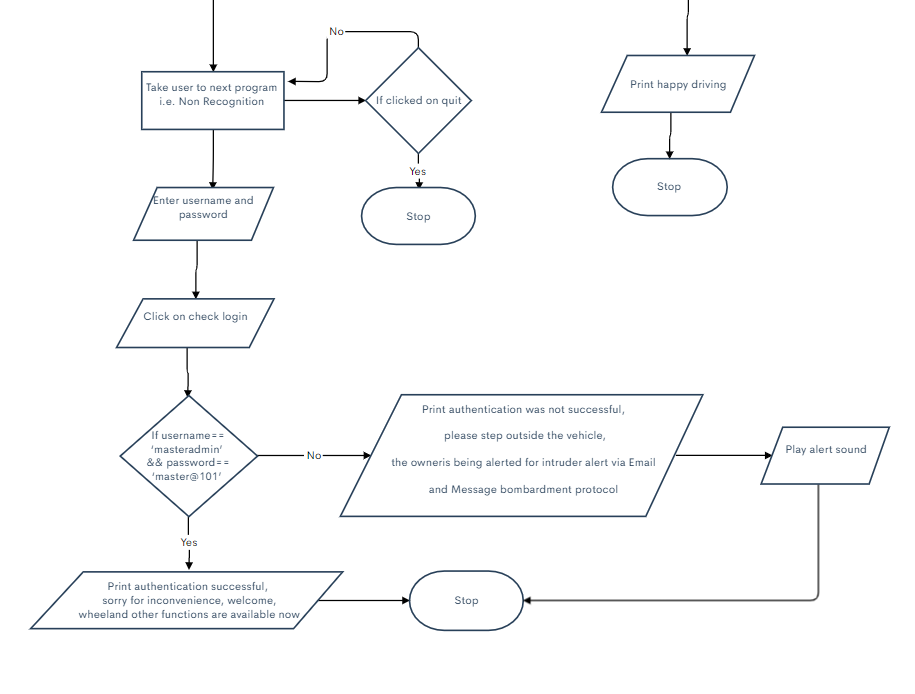 No
Take user to next program
i.e. Non Recognition
If clicked on quit
Print happy driving
Yes
Stop
Stop
Enter username and
password
Click on check login
If username==
'masteradmin'
&& password==
'master@101'
No
Print authentication was not successful,
please step outside the vehicle,
the owneris being alerted for intruder alert via Email
and Message bombardment protocol
Play alert sound
Yes
Print authentication successful,
sorry for inconvenience, welcome,
wheeland other functions are available now
Stop